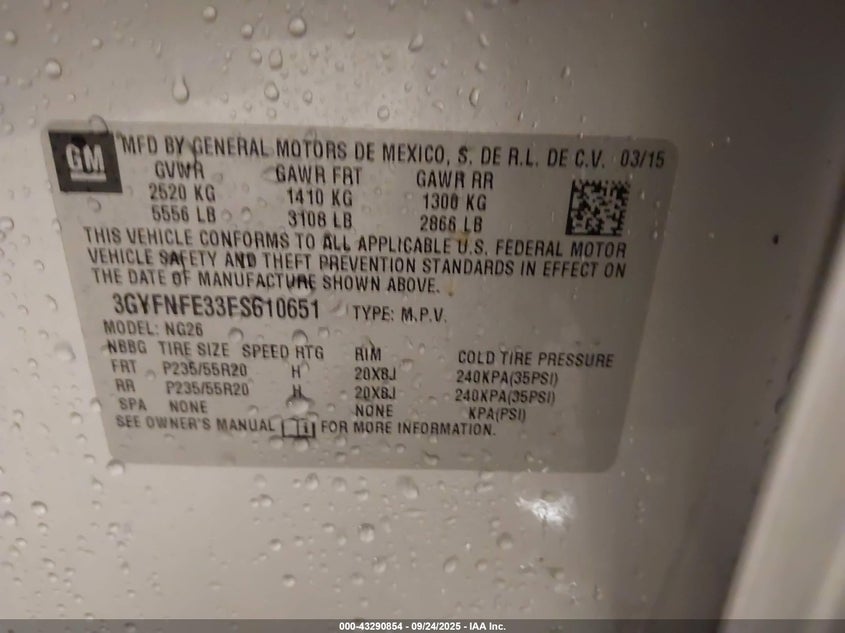 GM
MFD BY GENERAL MOTORS DE MEXICO, S. DE R.L. DE C.V. 03/15
GVWR GAWR FRT GAWR RR
2520 KG 1410 KG 1300 KG
5556 LB 3108 LB 2866 LB
THIS VEHICLE CONFORMS TO ALL APPLICABLE U.S. FEDERAL MOTOR
VEHICLE SAFETY AND THEFT PREVENTION STANDARDS IN EFFECT ON
THE DATE OF MANUFACTURE SHOWN ABOVE.
3GYFNFE33FS610651 TYPE: M.P.V.
MODEL: NG26
NBBG TIRE SIZE SPEED RTG RIM COLD TIRE PRESSURE
FRT P235/55R20 H 20X8J 240KPA(35PSI)
RR P235/55R20 H 20X8J 240KPA(35PSI)
SPA NONE NONE KPA(PSI)
SEE OWNER'S MANUAL FOR MORE INFORMATION.
000-43290854 / 09/24/2025 - IAA Inc.